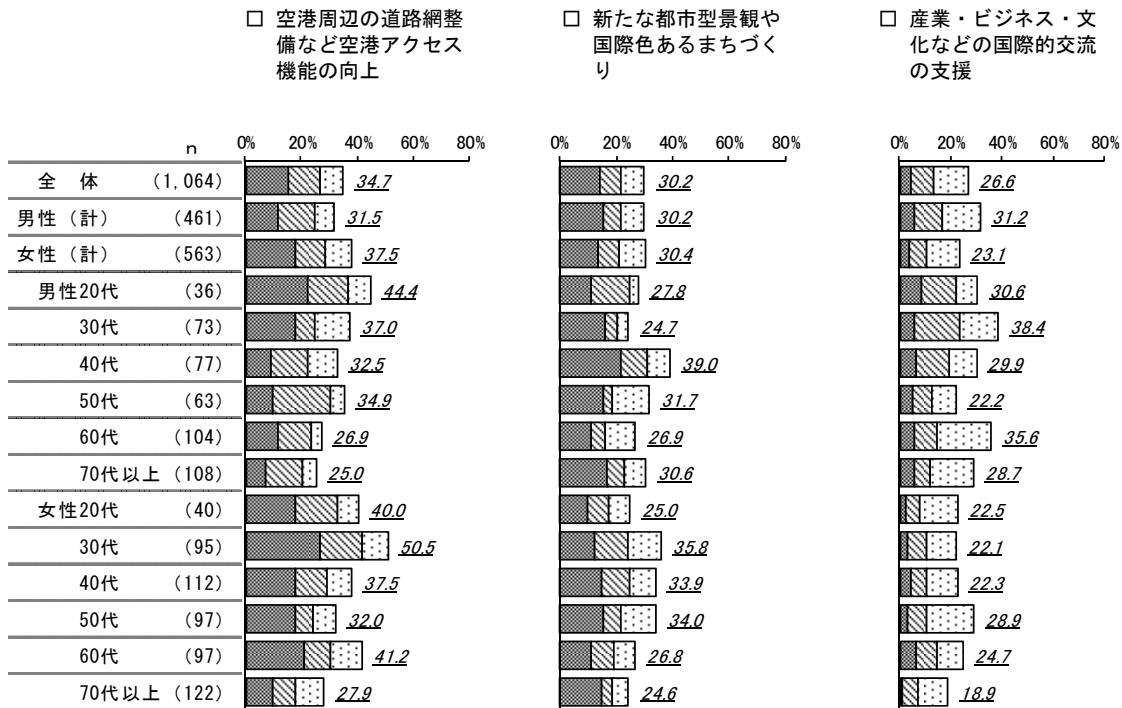 □ 空港周辺の道路網整
備など空港アクセス
機能の向上
□ 新たな都市型景観や
国際色あるまちづく
り
□ 産業・ビジネス・文
化などの国際的交流
の支援
n 0% 20% 40% 60% 80% 0% 20% 40% 60% 80% 0% 20% 40% 60% 80%
全 体 (1,064) 34.7 30.2 26.6
男性（計） (461) 31.5 30.2 31.2
女性（計） (563) 37.5 30.4 23.1
男性20代 (36) 44.4 27.8 30.6
30代 (73) 37.0 24.7 38.4
40代 (77) 32.5 39.0 29.9
50代 (63) 34.9 31.7 22.2
60代 (104) 26.9 26.9 35.6
70代以上 (108) 25.0 30.6 28.7
女性20代 (40) 40.0 25.0 22.5
30代 (95) 50.5 35.8 22.1
40代 (112) 37.5 33.9 22.3
50代 (97) 32.0 34.0 28.9
60代 (97) 41.2 26.8 24.7
70代以上 (122) 27.9 24.6 18.9